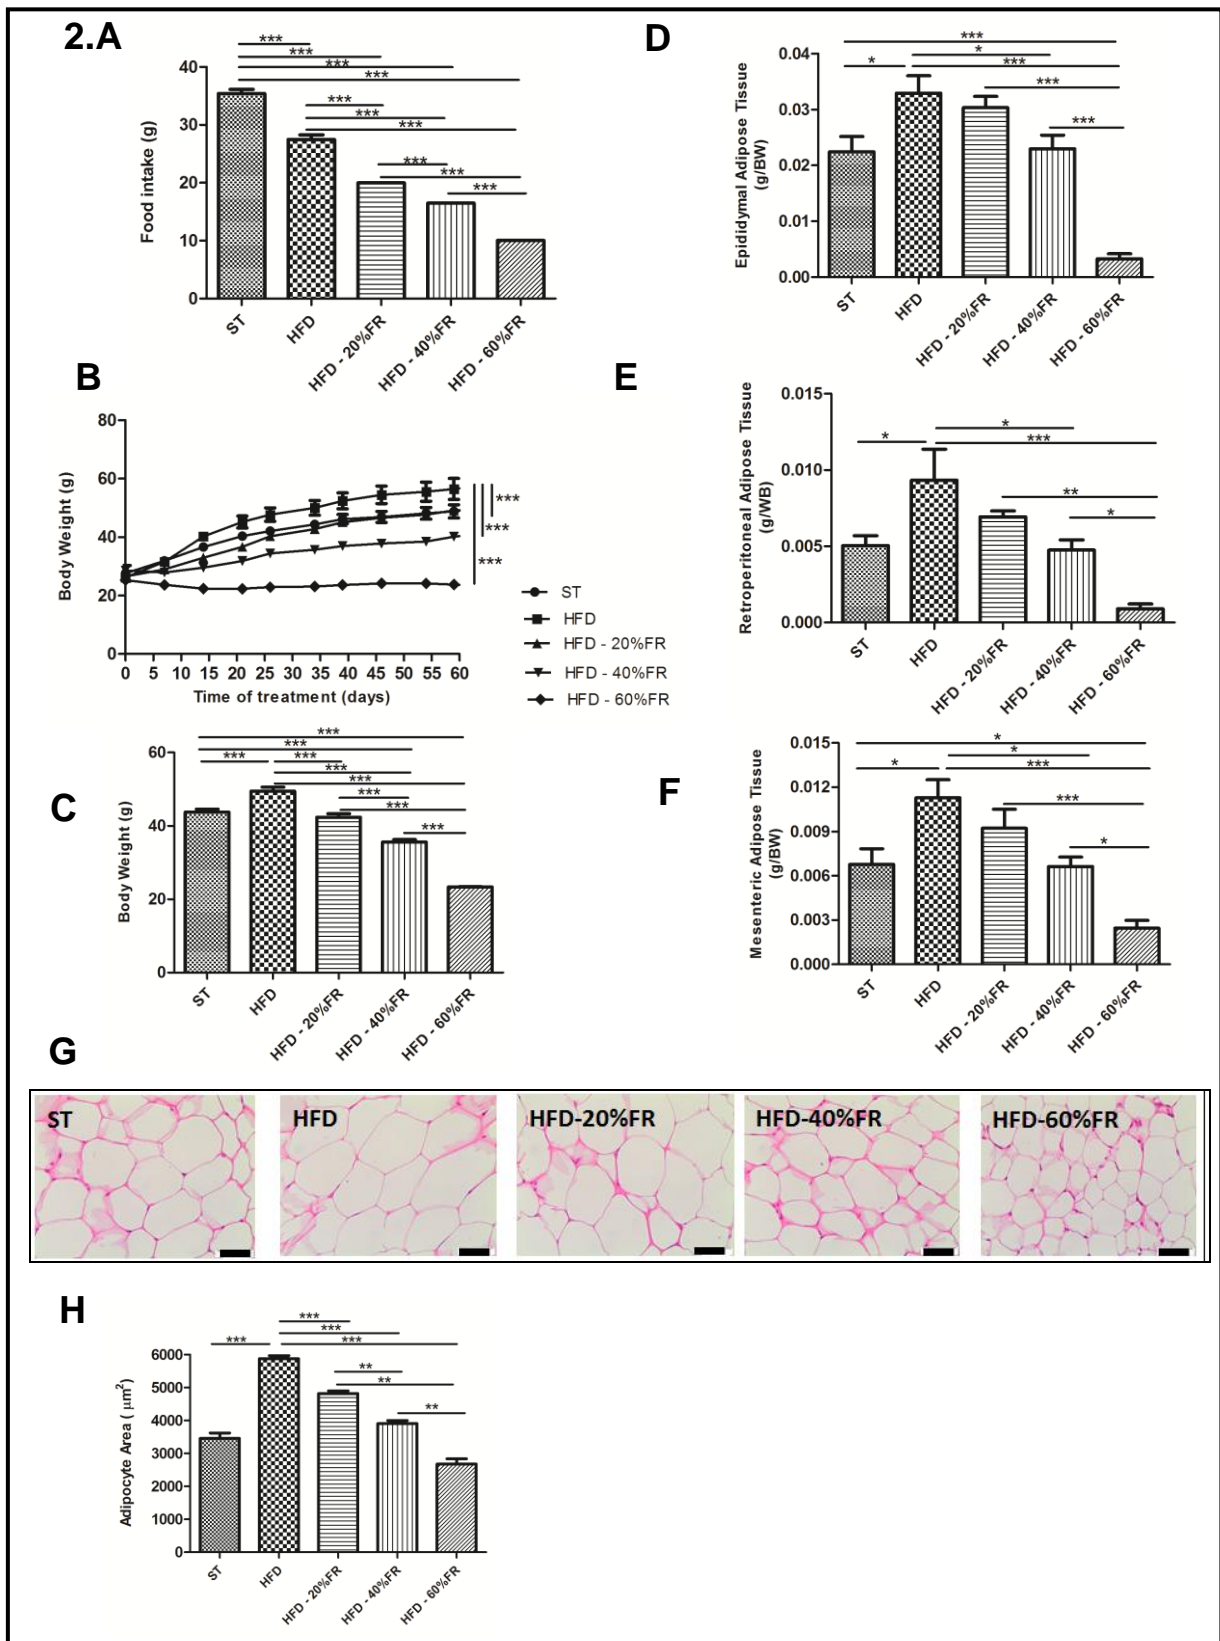 2.A
***
***
***
***
***
***
***
***
***
***
Food intake (g)
40
30
20
10
0
ST
HFD
HFD - 20%FR
HFD - 40%FR
HFD - 60%FR
B
Body Weight (g)
80
60
40
20
0
0 5 10 15 20 25 30 35 40 45 50 55 60
Time of treatment (days)
***
***
***
ST
HFD
HFD - 20%FR
HFD - 40%FR
HFD - 60%FR
C
***
***
*** ***
***
***
***
***
***
Body Weight (g)
60
40
20
0
ST
HFD
HFD - 20%FR
HFD - 40%FR
HFD - 60%FR
D
***
*
* ***
***
***
Epididymal Adipose Tissue
(g/BW)
0.04
0.03
0.02
0.01
0.00
ST
HFD
HFD - 20%FR
HFD - 40%FR
HFD - 60%FR
E
*
* ***
**
*
Retroperitoneal Adipose Tissue
(g/WB)
0.015
0.010
0.005
0.000
ST
HFD
HFD - 20%FR
HFD - 40%FR
HFD - 60%FR
F
*
*
* ***
***
*
Mesenteric Adipose Tissue
(g/BW)
0.015
0.012
0.009
0.006
0.003
0.000
ST
HFD
HFD - 20%FR
HFD - 40%FR
HFD - 60%FR
G
ST
HFD
HFD-20%FR
HFD-40%FR
HFD-60%FR
H
***
***
*** ***
**
**
**
Adipocyte Area ( μm²)
6000
5000
4000
3000
2000
1000
0
ST
HFD
HFD - 20%FR
HFD - 40%FR
HFD - 60%FR